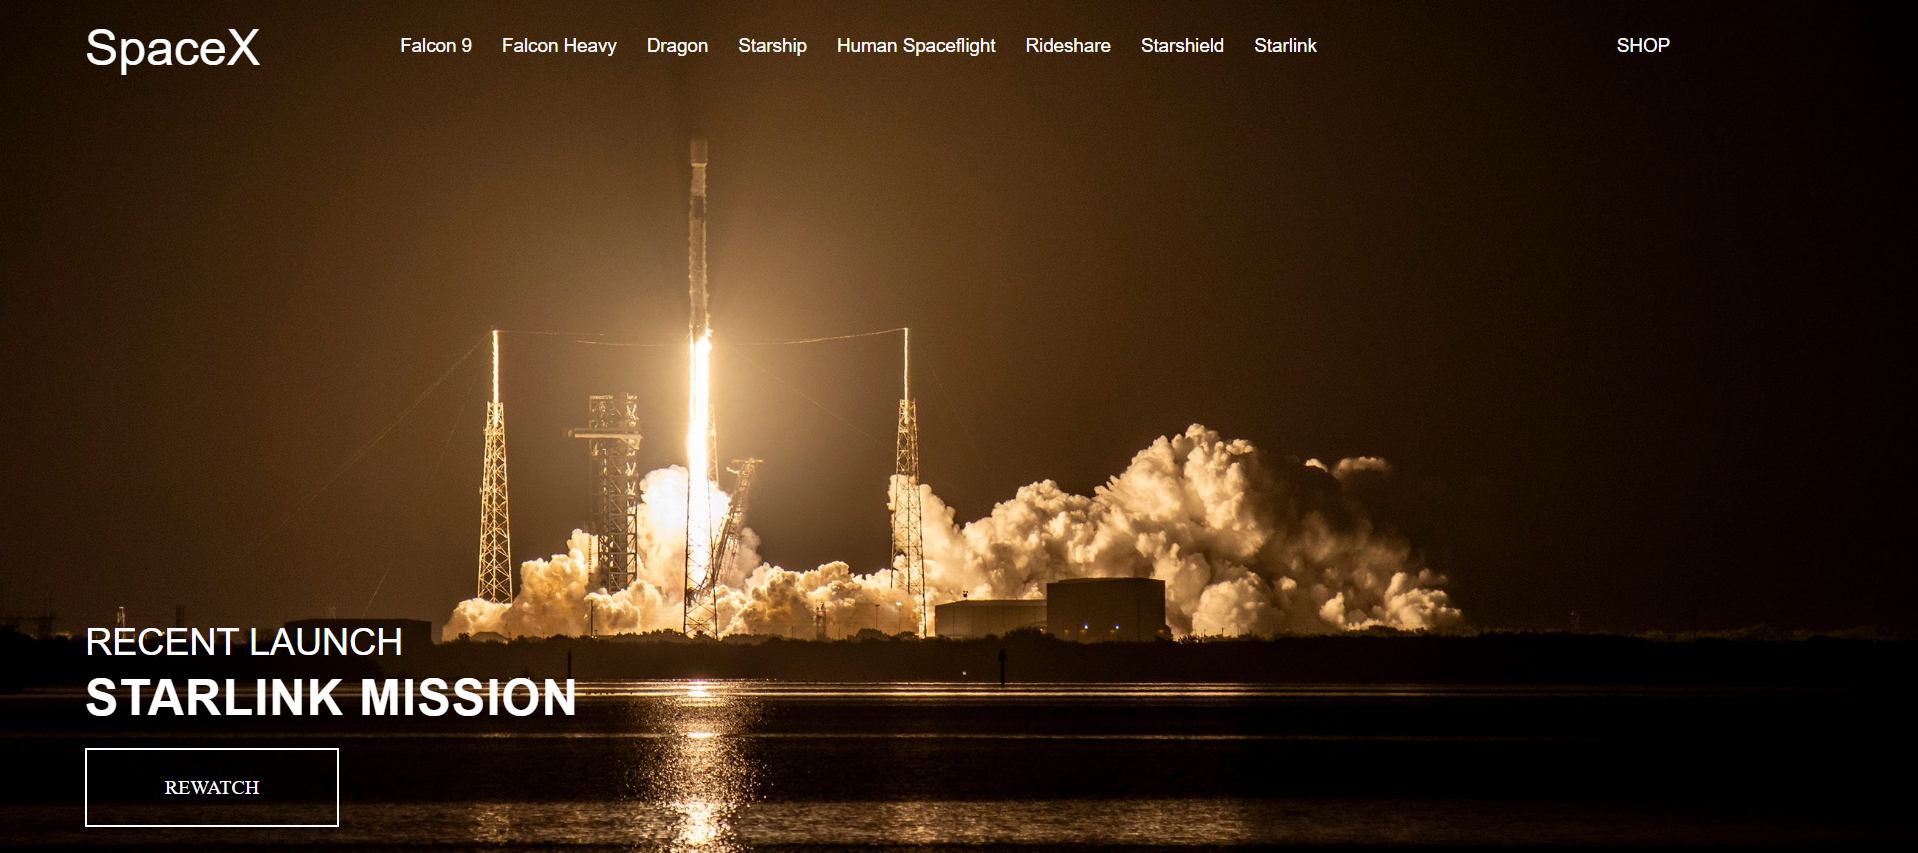 SpaceX Falcon 9 Falcon Heavy Dragon Starship Human Spaceflight Rideshare Starshield Starlink SHOP
RECENT LAUNCH
STARLINK MISSION
REWATCH